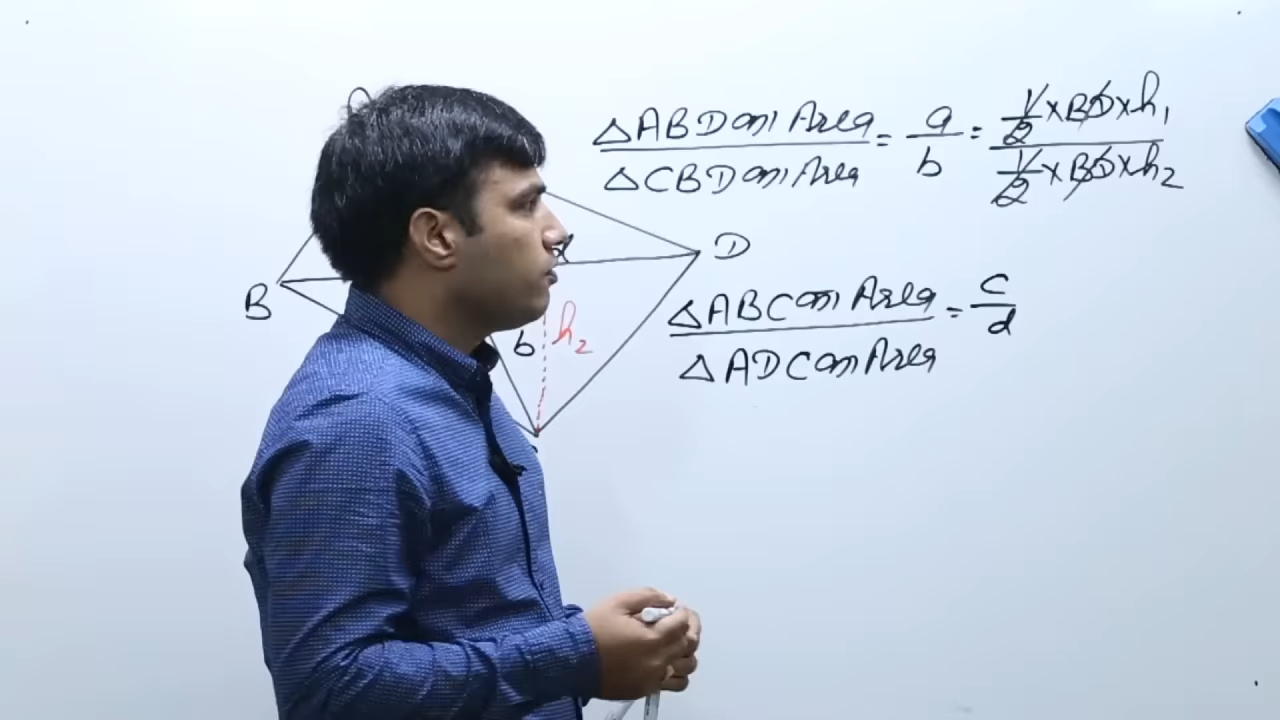 △ABD का Area / △CBD का Area = a/b = 1/2 × BD × h₁ / 1/2 × BD × h₂
B
d
D
b
h₂
△ABC का Area / △ADC का Area = c/d